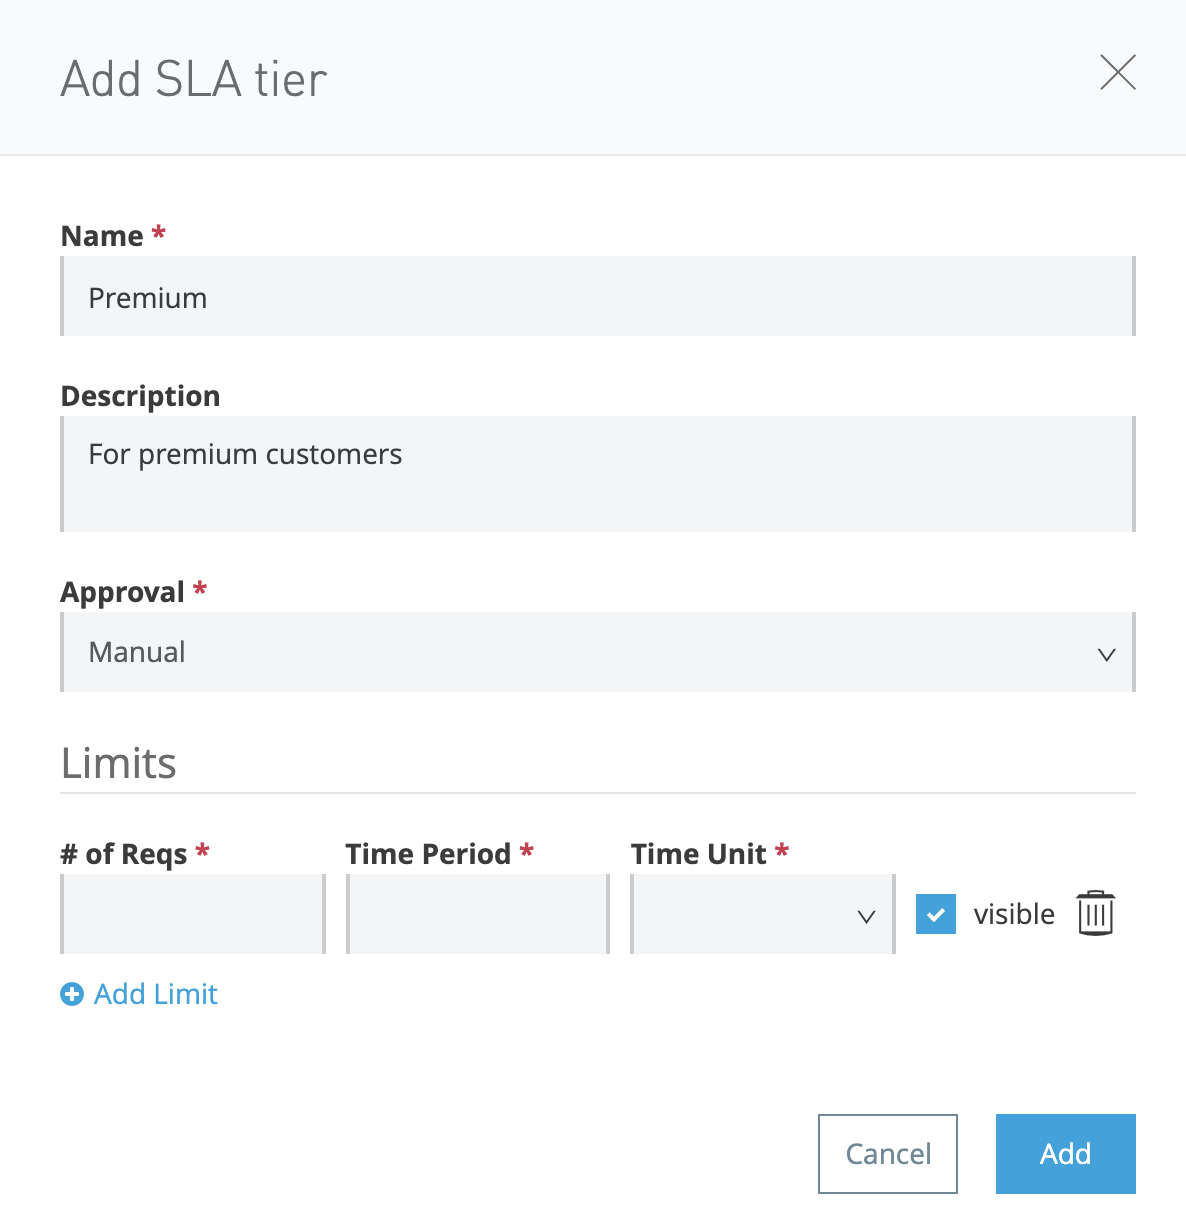 Add SLA tier
Name *
Premium
Description
For premium customers
Approval *
Manual
Limits
# of Reqs * Time Period * Time Unit *
visible
Add Limit
Cancel Add